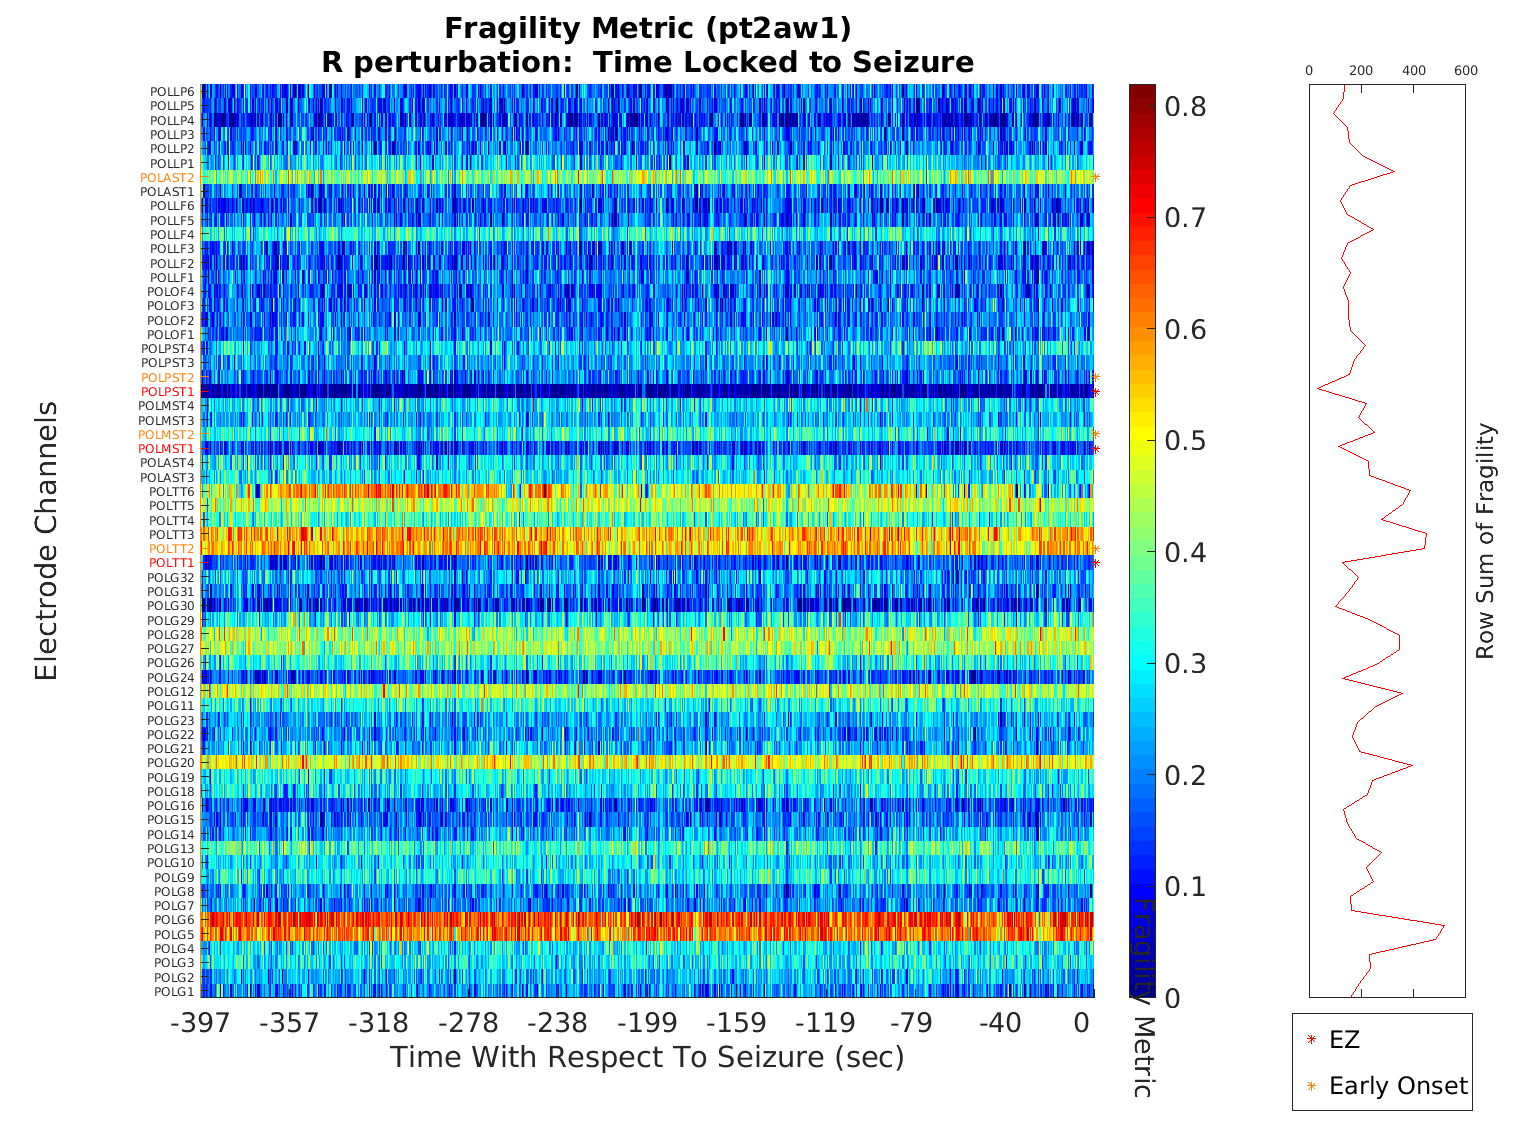 Fragility Metric (pt2aw1)
R perturbation:  Time Locked to Seizure
Electrode Channels
POLLP6
POLLP5
POLLP4
POLLP3
POLLP2
POLLP1
POLAST2
POLAST1
POLLF6
POLLF5
POLLF4
POLLF3
POLLF2
POLLF1
POLOF4
POLOF3
POLOF2
POLOF1
POLPST4
POLPST3
POLPST2
POLPST1
POLMST4
POLMST3
POLMST2
POLMST1
POLAST4
POLAST3
POLTT6
POLTT5
POLTT4
POLTT3
POLTT2
POLTT1
POLG32
POLG31
POLG30
POLG29
POLG28
POLG27
POLG26
POLG24
POLG12
POLG11
POLG23
POLG22
POLG21
POLG20
POLG19
POLG18
POLG16
POLG15
POLG14
POLG13
POLG10
POLG9
POLG8
POLG7
POLG6
POLG5
POLG4
POLG3
POLG2
POLG1
-397 -357 -318 -278 -238 -199 -159 -119 -79 -40 0
Time With Respect To Seizure (sec)
0.8
0.7
0.6
0.5
0.4
0.3
0.2
0.1
0
Fragility Metric
0 200 400 600
Row Sum of Fragility
EZ
Early Onset